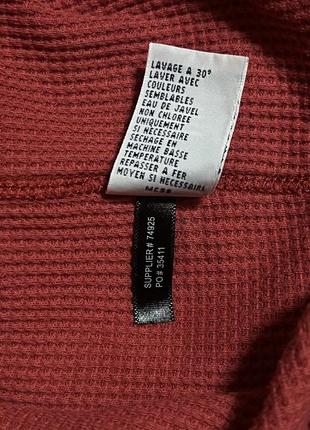 LAVAGE A 30°
LAVER AVEC
COULEURS
SEMBLABLES
EAU DE JAVEL
NON CHLOREE
UNIQUEMENT
SI NECESSAIRE
SECHAGE EN
MACHINE BASSE
TEMPERATURE
REPASSER A FER
MOYEN SI NECESSAIRE
SUPPLIER# 74925
PO# 35411